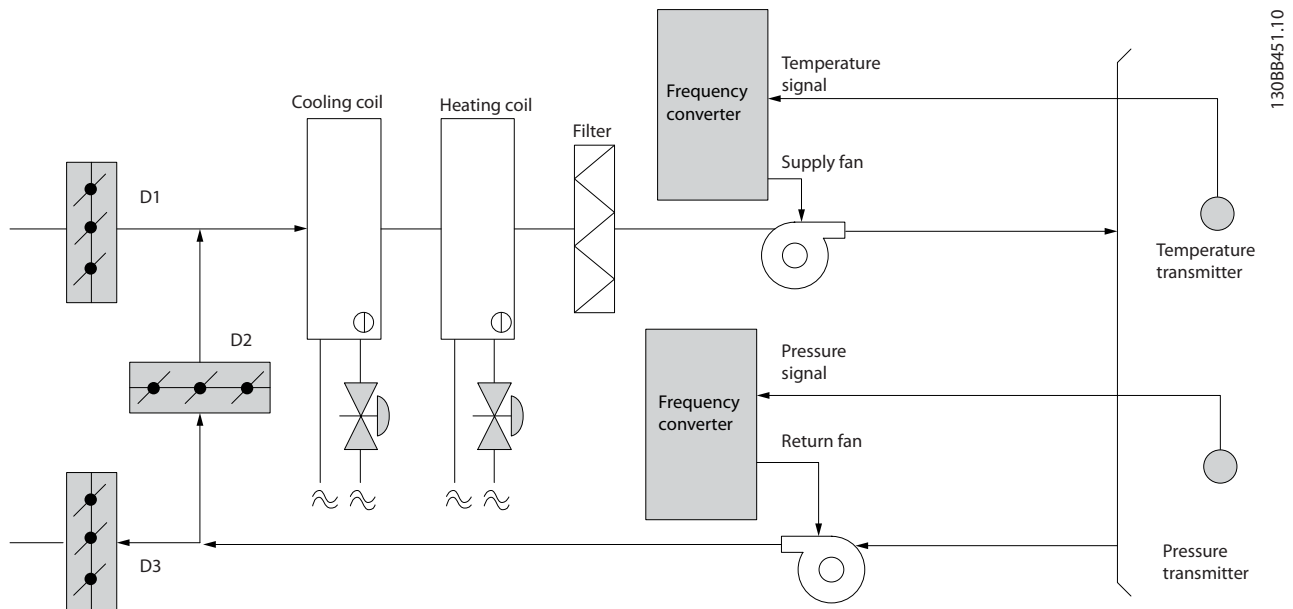 130BB451.10
Cooling coil
Heating coil
Filter
Frequency
converter
Temperature
signal
Supply fan
D1
Temperature
transmitter
D2
Frequency
converter
Pressure
signal
Return fan
D3
Pressure
transmitter